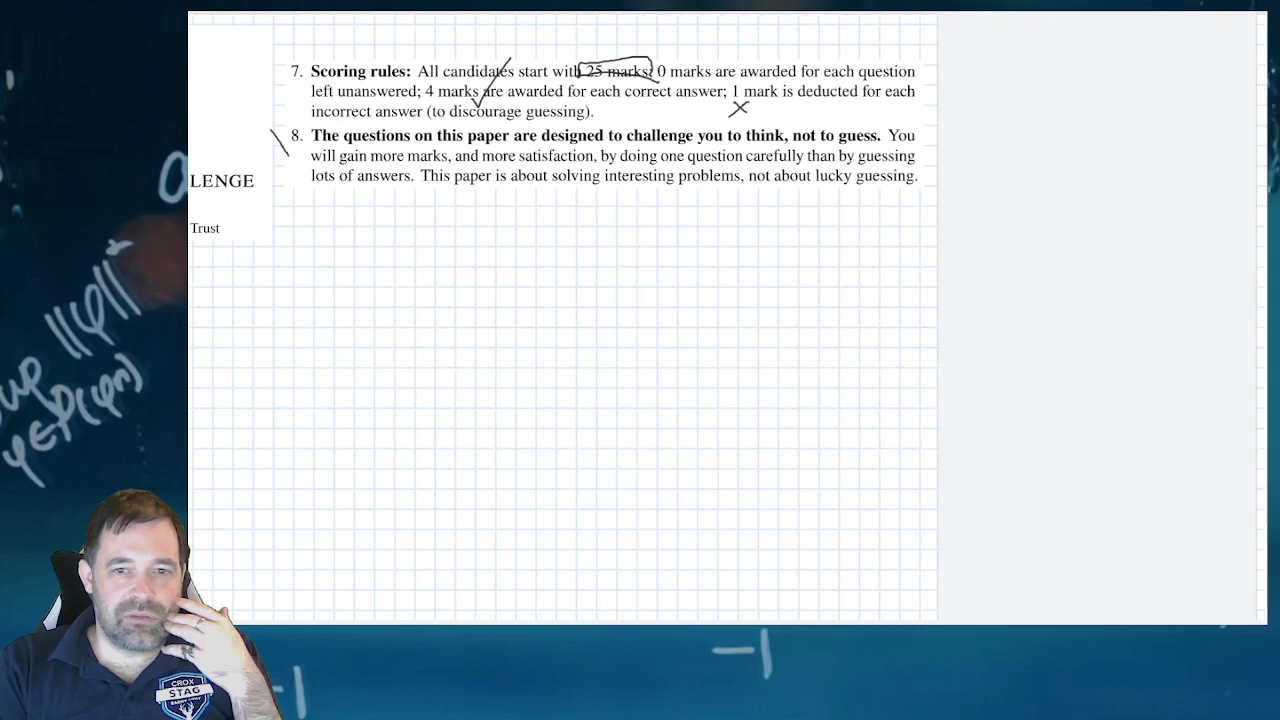 7. Scoring rules: All candidates start with 25 marks; 0 marks are awarded for each question
left unanswered; 4 marks are awarded for each correct answer; 1 mark is deducted for each
incorrect answer (to discourage guessing).
8. The questions on this paper are designed to challenge you to think, not to guess. You
will gain more marks, and more satisfaction, by doing one question carefully than by guessing
lots of answers. This paper is about solving interesting problems, not about lucky guessing.
LENGE
Trust
||φ||
φ∈P(φn)
-1
-1
CROX
STAG